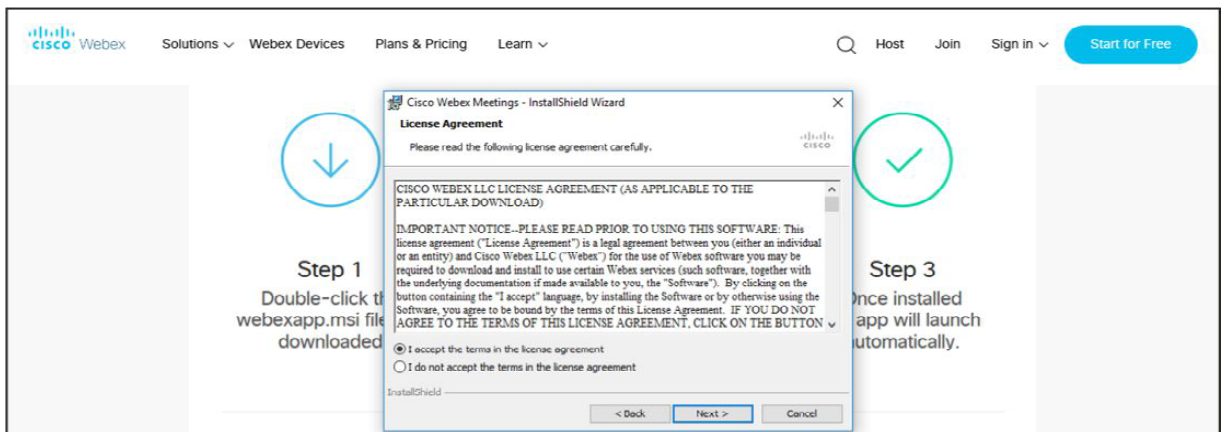 cisco Webex Solutions Webex Devices Plans & Pricing Learn Host Join Sign in Start for Free
Cisco Webex Meetings - InstallShield Wizard
License Agreement
Please read the following license agreement carefully.
cisco
CISCO WEBEX LLC LICENSE AGREEMENT (AS APPLICABLE TO THE
PARTICULAR DOWNLOAD)
IMPORTANT NOTICE--PLEASE READ PRIOR TO USING THIS SOFTWARE: This
license agreement ("License Agreement") is a legal agreement between you (either an individual
or an entity) and Cisco Webex LLC ("Webex") for the use of Webex software you may be
required to download and install to use certain Webex services (such software, together with
the underlying documentation if made available to you, the "Software"). By clicking on the
button containing the "I accept" language, by installing the Software or by otherwise using the
Software, you agree to be bound by the terms of this License Agreement. IF YOU DO NOT
AGREE TO THE TERMS OF THIS LICENSE AGREEMENT, CLICK ON THE BUTTON
I accept the terms in the license agreement
I do not accept the terms in the license agreement
InstallShield
< Back Next > Cancel
Step 1
Double-click
webexapp.msi file
downloaded
Step 3
Once installed
app will launch
automatically.